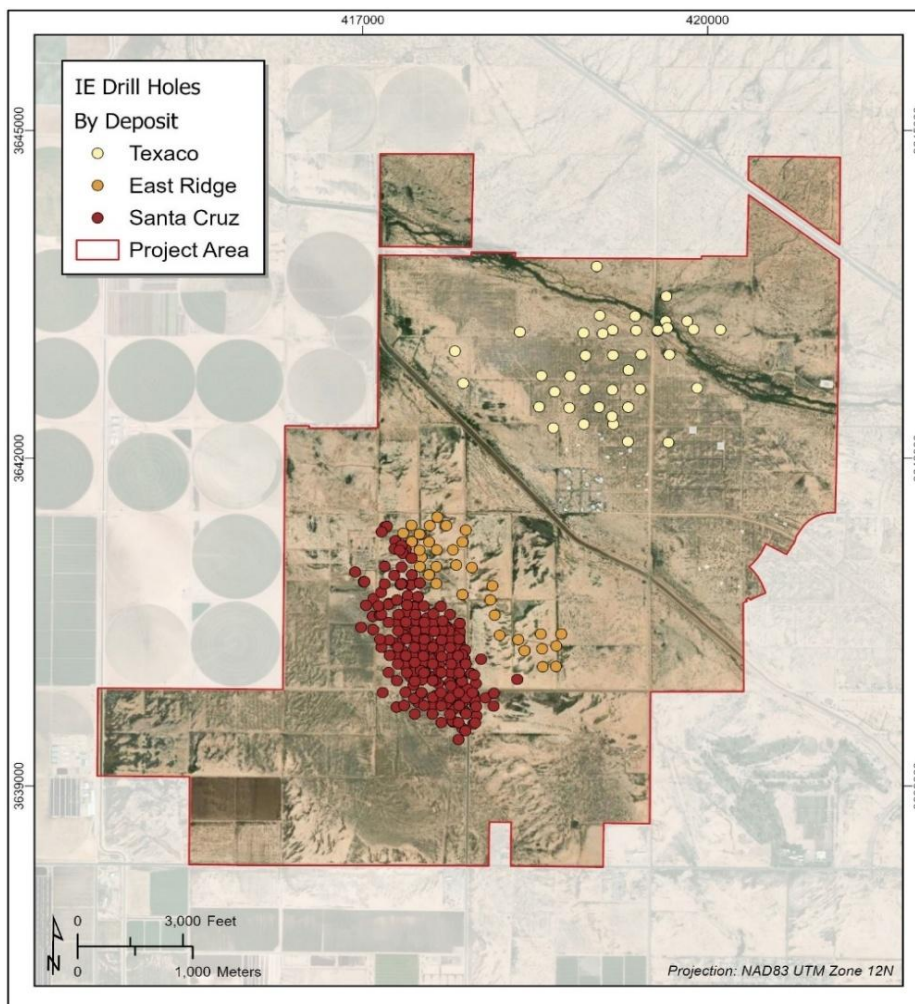 417000 420000
IE Drill Holes
By Deposit
Texaco
East Ridge
Santa Cruz
Project Area
3645000
3642000
3639000
0 3,000 Feet
0 1,000 Meters
N
Projection: NAD83 UTM Zone 12N